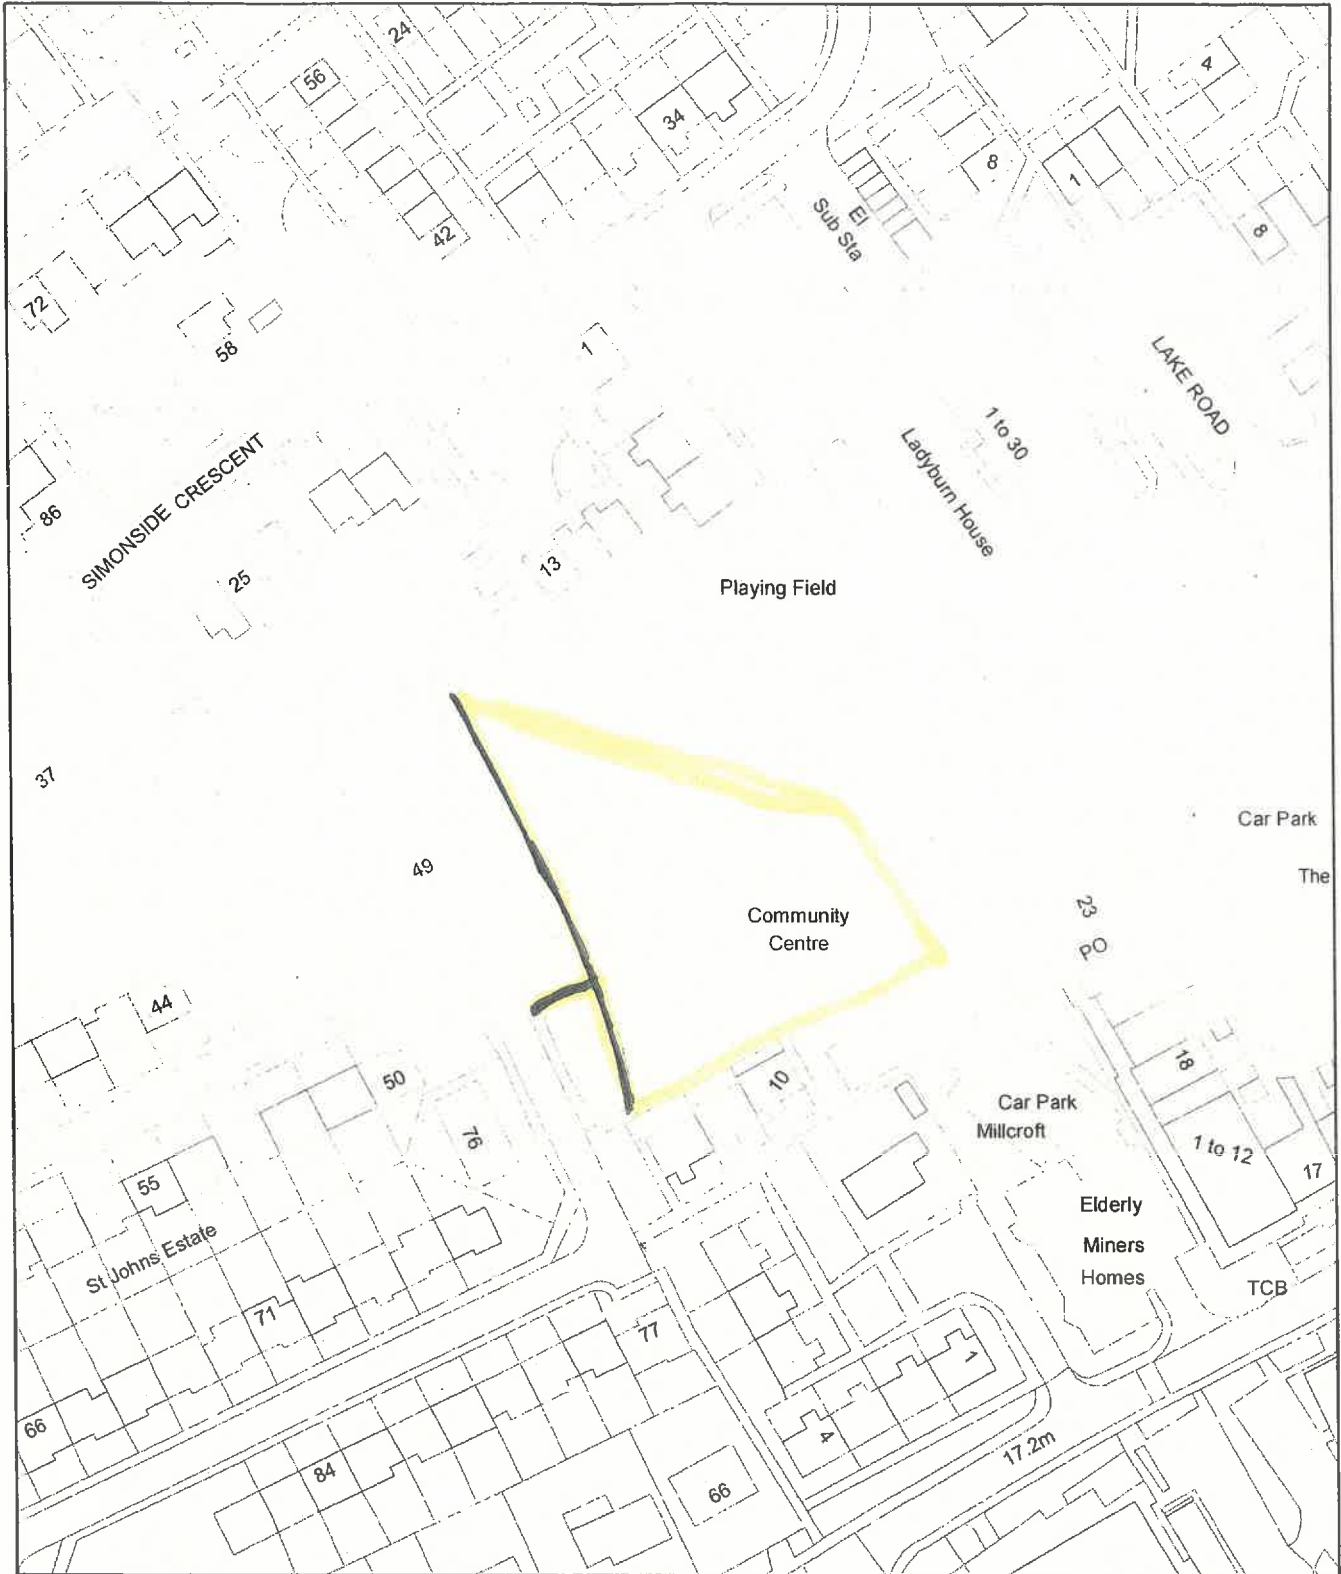 24
56
34
4
8
1
8
El
Sub Sta
42
72
58
1
LAKE ROAD
1 to 30
Ladyburn House
SIMONSIDE CRESCENT
86
25
13
Playing Field
37
49
Car Park
The
Community
Centre
23
PO
44
50
10
18
76
Car Park
Millcroft
1 to 12
17
55
St Johns Estate
Elderly
Miners
Homes
TCB
71
77
1
66
84
4
17.2m
66